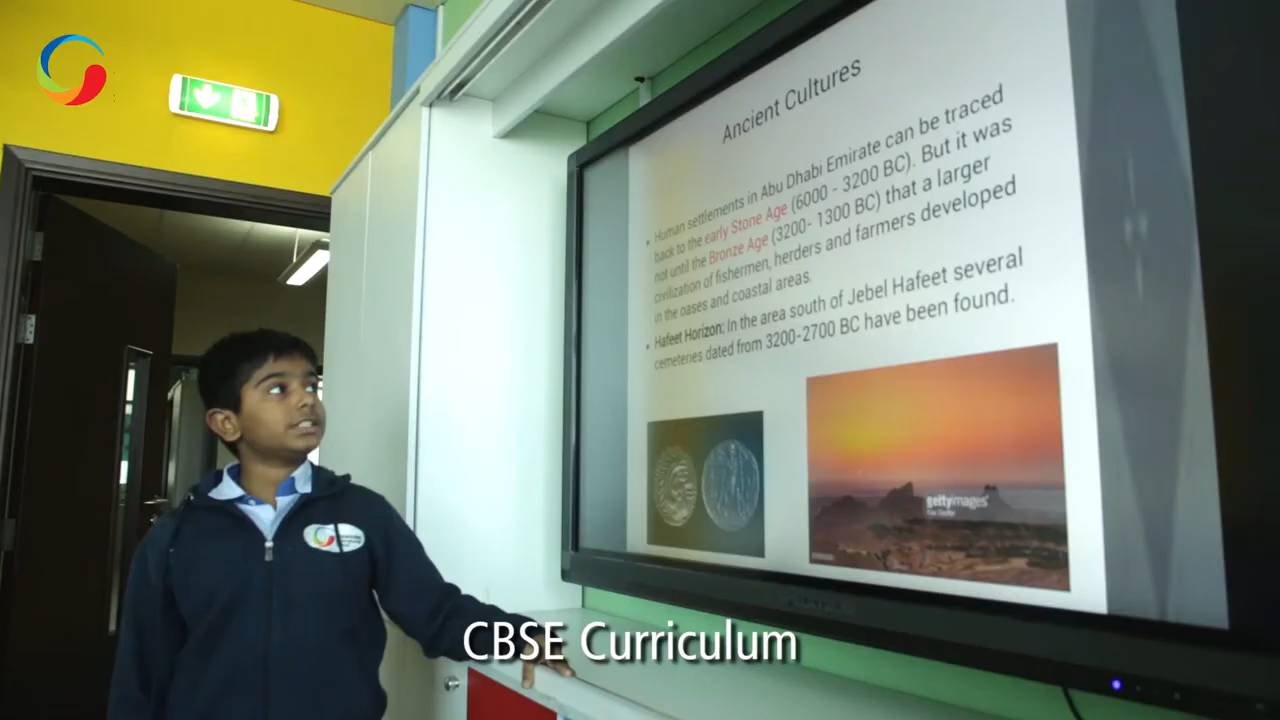 Ancient Cultures
• Human settlements in Abu Dhabi Emirate can be traced
back to the early Stone Age (6000 - 3200 BC). But it was
not until the Bronze Age (3200- 1300 BC) that a larger
civilization of fishermen, herders and farmers developed
in the oases and coastal areas.
• Hafeet Horizon: In the area south of Jebel Hafeet several
cemeteries dated from 3200-2700 BC have been found.
gettyimages
CBSE Curriculum